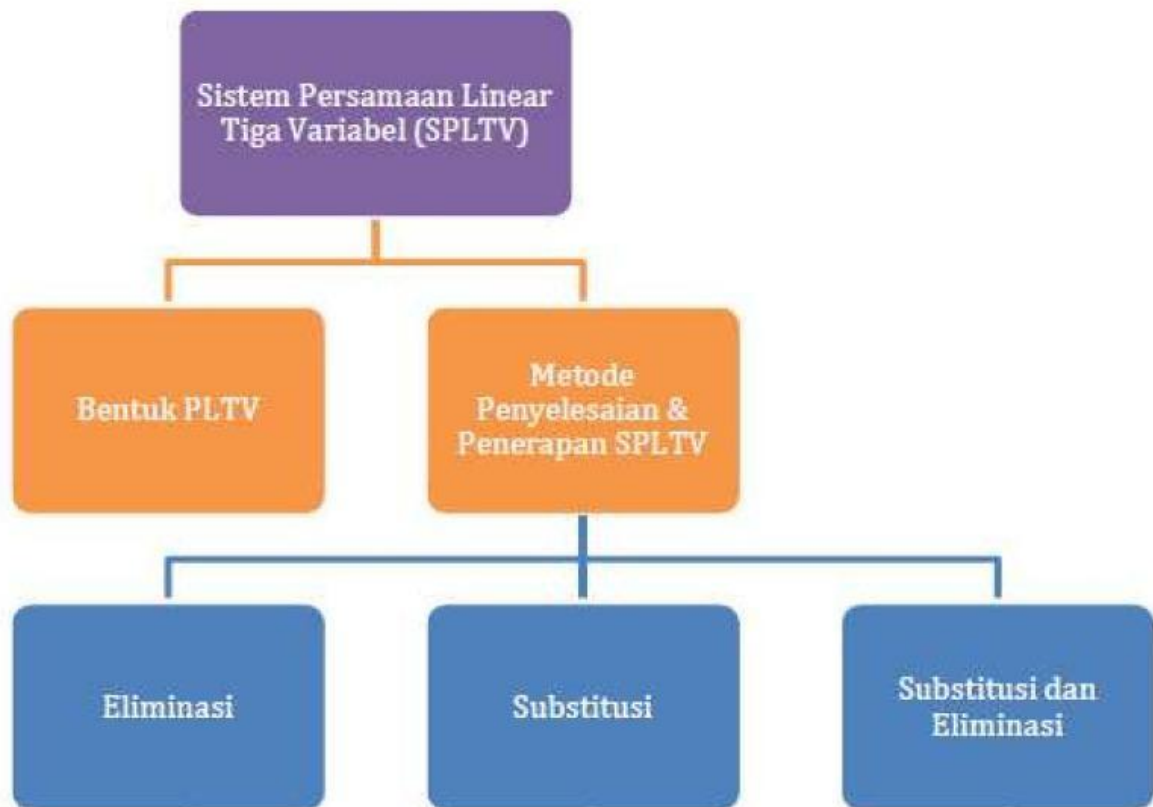 Sistem Persamaan Linear
Tiga Variabel (SPLTV)
Bentuk PLTV
Metode
Penyelesaian &
Penerapan SPLTV
Eliminasi
Substitusi
Substitusi dan
Eliminasi